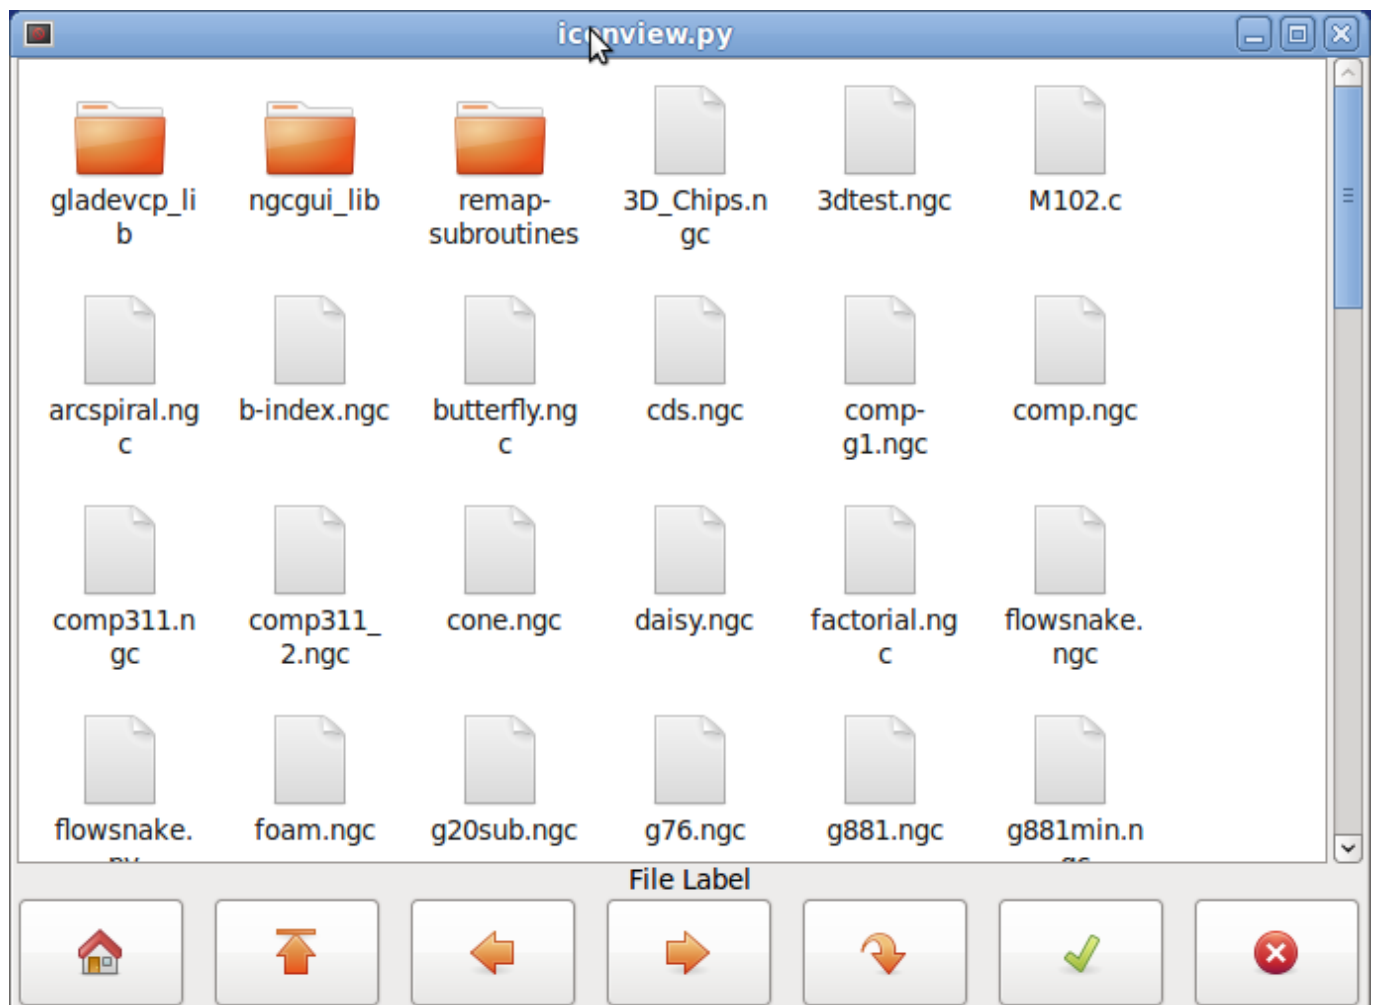 iconview.py
gladevcp_li
b
ngcgui_lib
remap-
subroutines
3D_Chips.n
gc
3dtest.ngc
M102.c
arcspiral.ng
c
b-index.ngc
butterfly.ng
c
cds.ngc
comp-
g1.ngc
comp.ngc
comp311.n
gc
comp311_
2.ngc
cone.ngc
daisy.ngc
factorial.ng
c
flowsnake.
ngc
flowsnake.
foam.ngc
g20sub.ngc
g76.ngc
g881.ngc
g881min.n
File Label